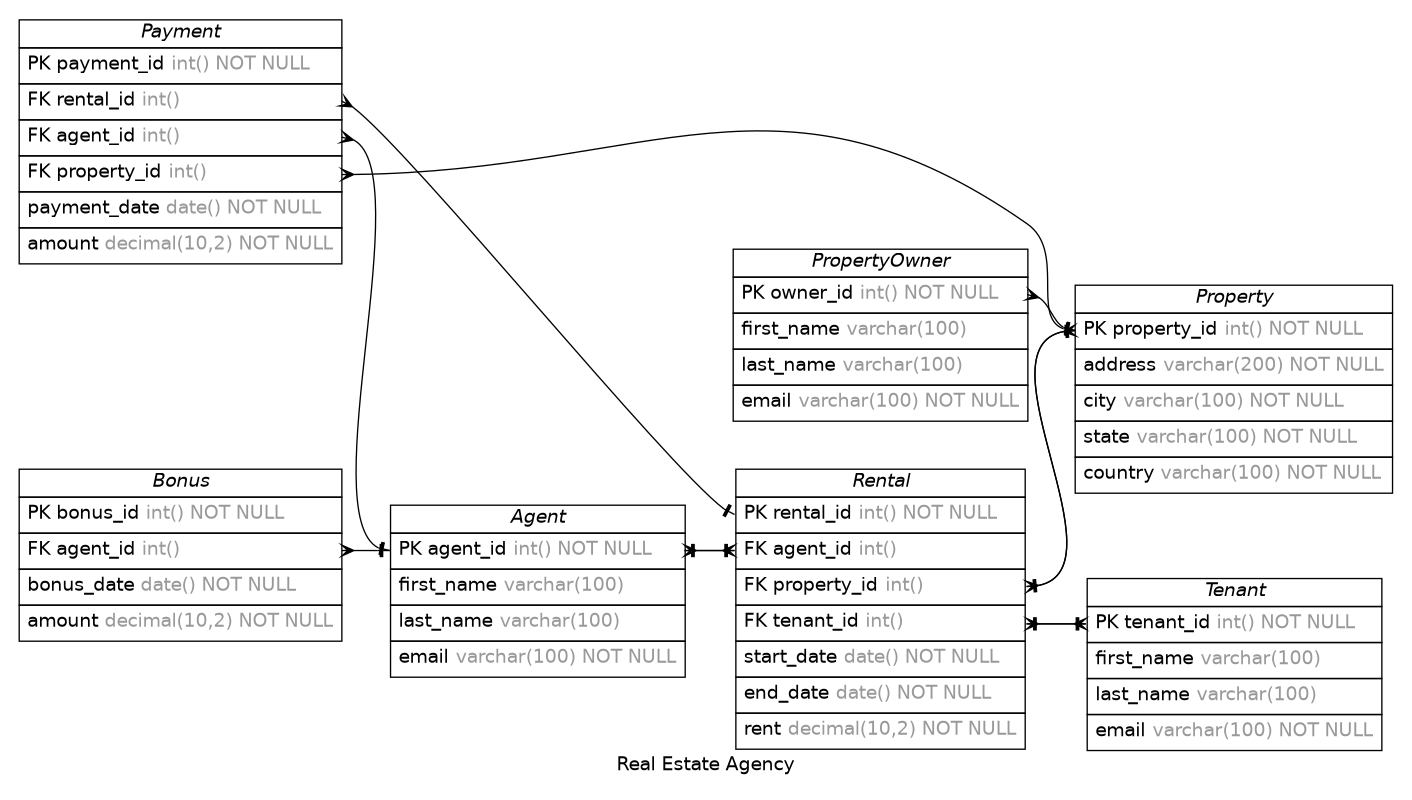 Payment
PK payment_id int() NOT NULL
FK rental_id int()
FK agent_id int()
FK property_id int()
payment_date date() NOT NULL
amount decimal(10,2) NOT NULL
PropertyOwner
PK owner_id int() NOT NULL
first_name varchar(100)
last_name varchar(100)
email varchar(100) NOT NULL
Property
PK property_id int() NOT NULL
address varchar(200) NOT NULL
city varchar(100) NOT NULL
state varchar(100) NOT NULL
country varchar(100) NOT NULL
Bonus
PK bonus_id int() NOT NULL
FK agent_id int()
bonus_date date() NOT NULL
amount decimal(10,2) NOT NULL
Agent
PK agent_id int() NOT NULL
first_name varchar(100)
last_name varchar(100)
email varchar(100) NOT NULL
Rental
PK rental_id int() NOT NULL
FK agent_id int()
FK property_id int()
FK tenant_id int()
start_date date() NOT NULL
end_date date() NOT NULL
rent decimal(10,2) NOT NULL
Tenant
PK tenant_id int() NOT NULL
first_name varchar(100)
last_name varchar(100)
email varchar(100) NOT NULL
Real Estate Agency